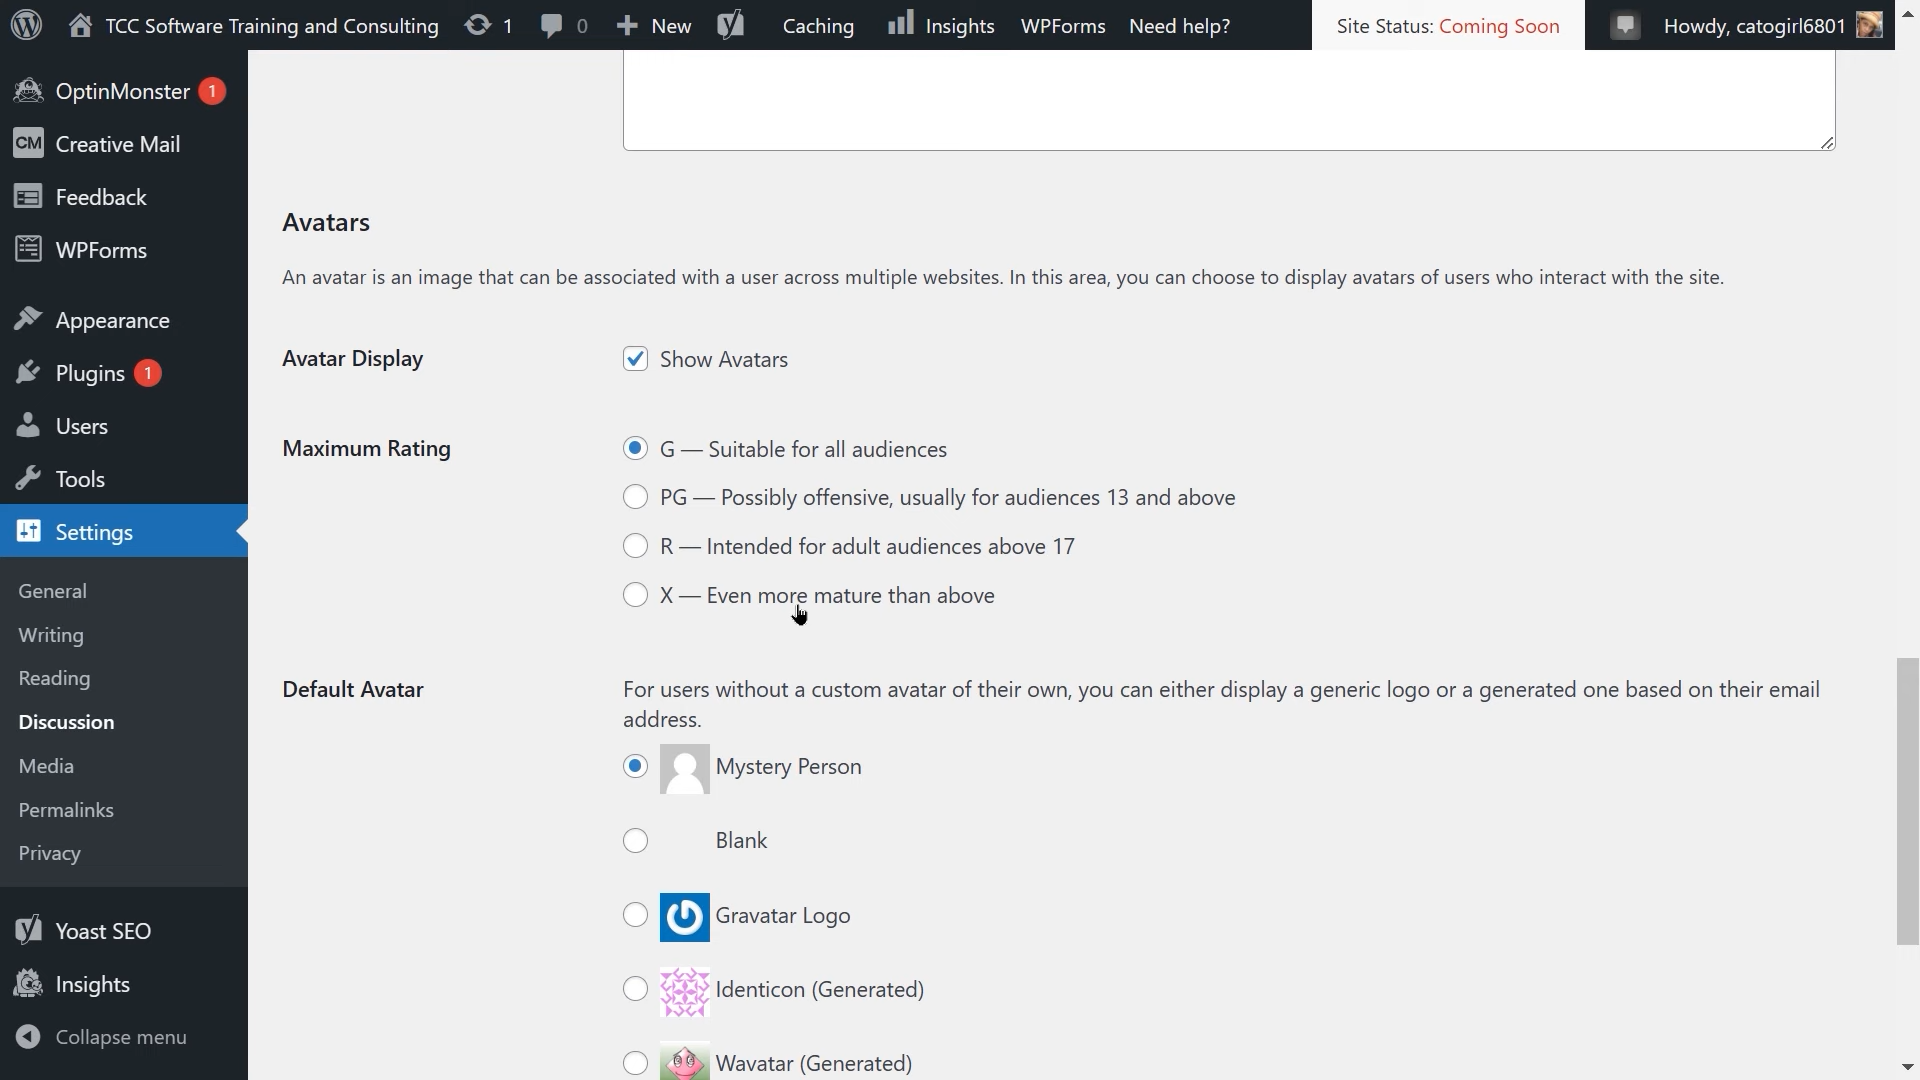 TCC Software Training and Consulting
1
0
New
Caching
Insights
WPForms
Need help?
Site Status: Coming Soon
Howdy, catogirl6801
OptinMonster 1
CM Creative Mail
Feedback
WPForms
Appearance
Plugins 1
Users
Tools
Settings
General
Writing
Reading
Discussion
Media
Permalinks
Privacy
Yoast SEO
Insights
Collapse menu
Avatars
An avatar is an image that can be associated with a user across multiple websites. In this area, you can choose to display avatars of users who interact with the site.
Avatar Display
Show Avatars
Maximum Rating
G — Suitable for all audiences
PG — Possibly offensive, usually for audiences 13 and above
R — Intended for adult audiences above 17
X — Even more mature than above
Default Avatar
For users without a custom avatar of their own, you can either display a generic logo or a generated one based on their email
address.
Mystery Person
Blank
Gravatar Logo
Identicon (Generated)
Wavatar (Generated)